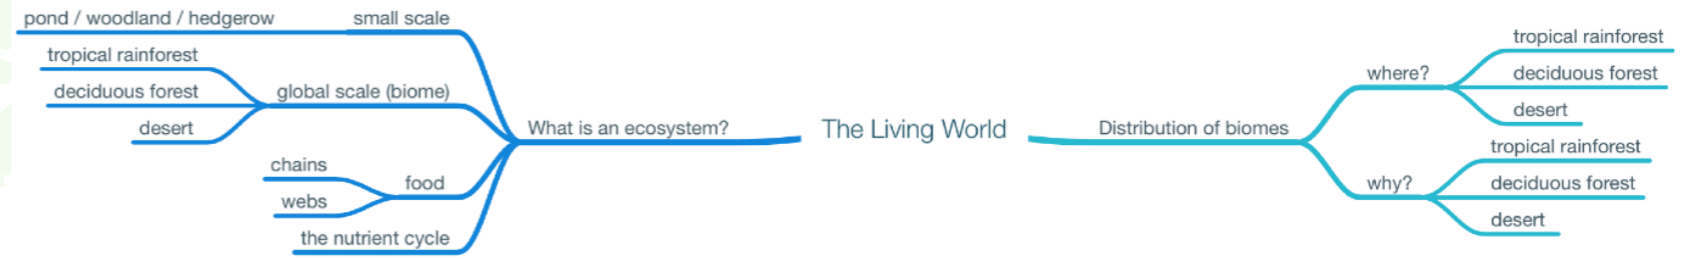 pond / woodland / hedgerow
small scale
tropical rainforest
deciduous forest
desert
global scale (biome)
chains
webs
food
the nutrient cycle
What is an ecosystem?
The Living World
Distribution of biomes
where?
tropical rainforest
deciduous forest
desert
why?
tropical rainforest
deciduous forest
desert